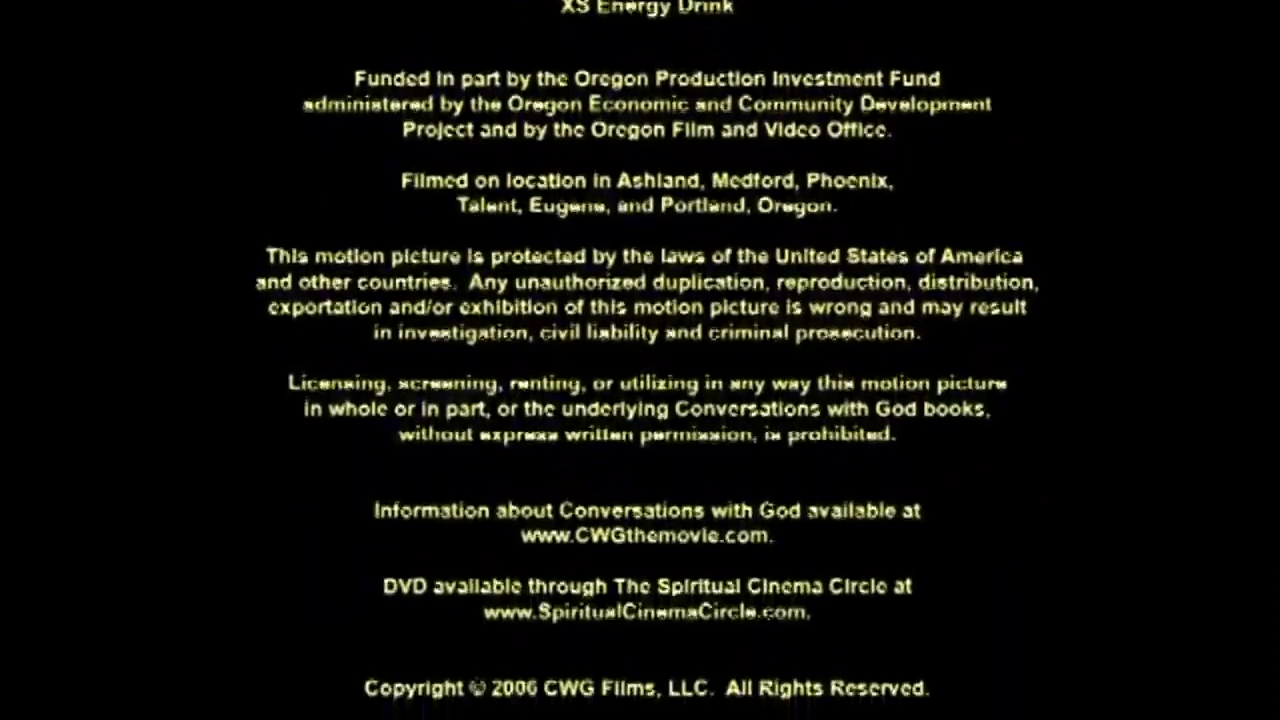 XS Energy Drink
Funded in part by the Oregon Production Investment Fund
administered by the Oregon Economic and Community Development
Project and by the Oregon Film and Video Office.
Filmed on location in Ashland, Medford, Phoenix,
Talent, Eugene, and Portland, Oregon.
This motion picture is protected by the laws of the United States of America
and other countries. Any unauthorized duplication, reproduction, distribution,
exportation and/or exhibition of this motion picture is wrong and may result
in investigation, civil liability and criminal prosecution.
Licensing, screening, renting, or utilizing in any way this motion picture
in whole or in part, or the underlying Conversations with God books,
without express written permission, is prohibited.
Information about Conversations with God available at
www.CWGthemovie.com.
DVD available through The Spiritual Cinema Circle at
www.SpiritualCinemaCircle.com.
Copyright © 2006 CWG Films, LLC. All Rights Reserved.